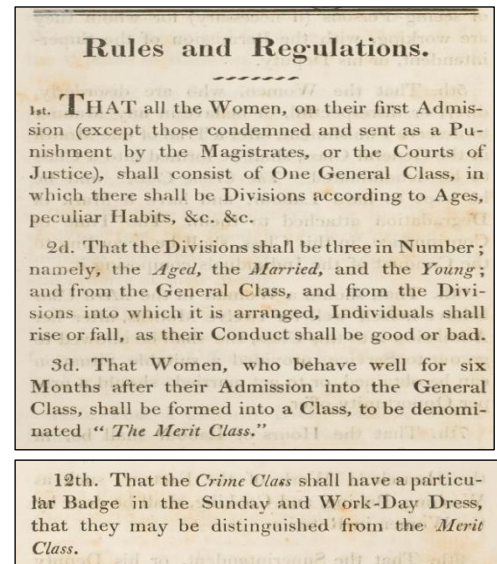 Rules and Regulations.
1st. THAT all the Women, on their first Admis-
sion (except those condemned and sent as a Pu-
nishment by the Magistrates, or the Courts of
Justice), shall consist of One General Class, in
which there shall be Divisions according to Ages,
peculiar Habits, &c. &c.
2d. That the Divisions shall be three in Number;
namely, the Aged, the Married, and the Young;
and from the General Class, and from the Divi-
sions into which it is arranged, Individuals shall
rise or fall, as their Conduct shall be good or bad.
3d. That Women, who behave well for six
Months after their Admission into the General
Class, shall be formed into a Class, to be denomi-
nated "The Merit Class."
12th. That the Crime Class shall have a particu-
lar Badge in the Sunday and Work-Day Dress,
that they may be distinguished from the Merit
Class.